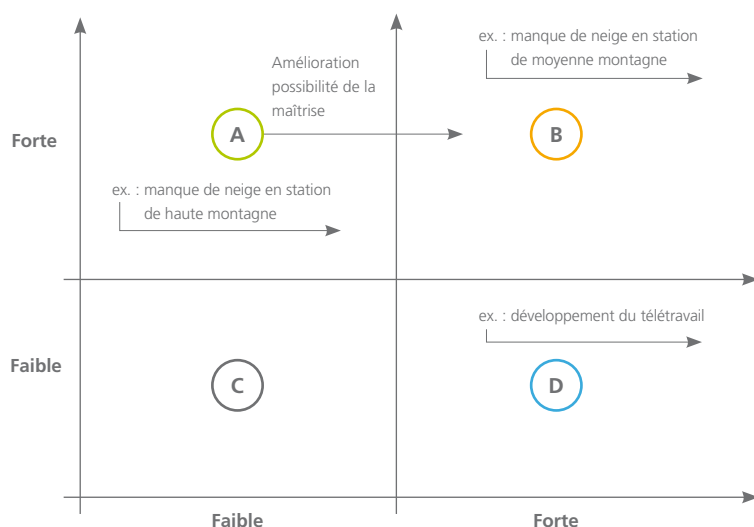 ex. : manque de neige en station
de moyenne montagne
Amélioration
possibilité de la
maîtrise
Forte
A
B
ex. : manque de neige en station
de haute montagne
ex. : développement du télétravail
Faible
C
D
Faible
Forte